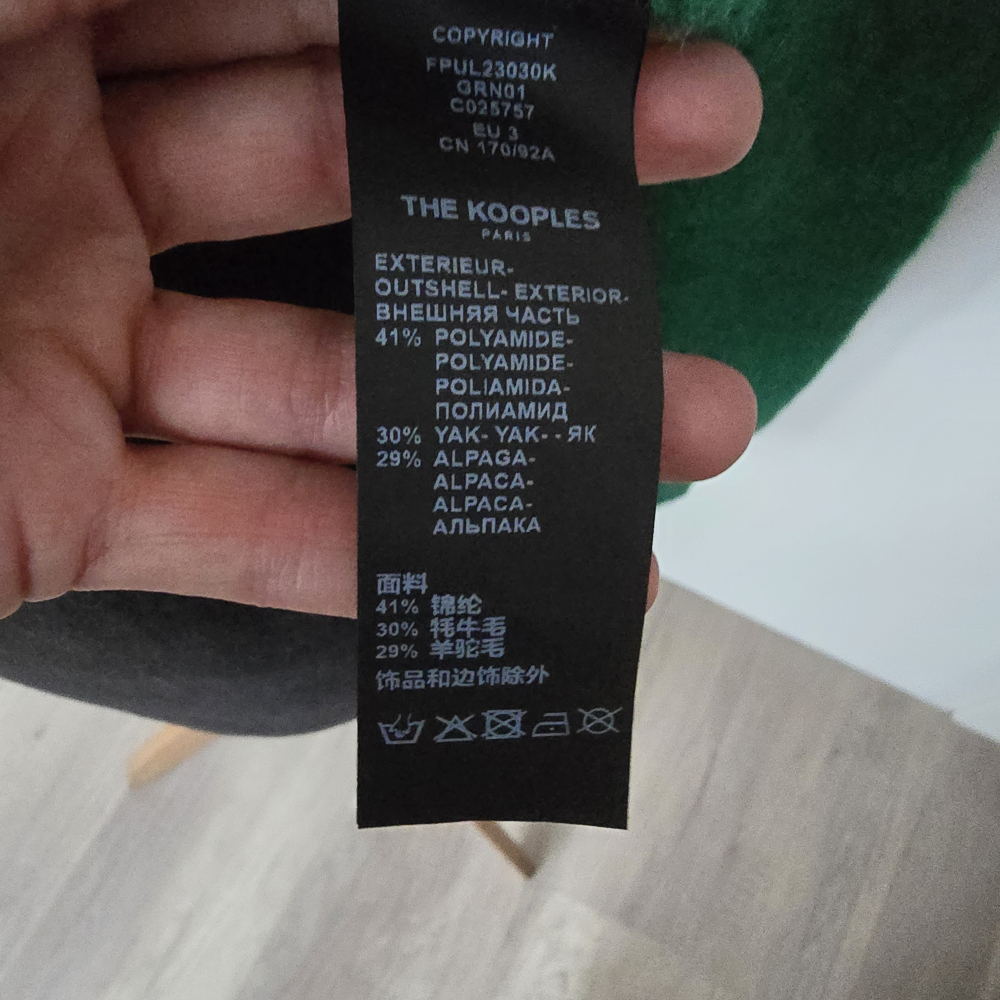 COPYRIGHT
FPUL23030K
GRN01
C025757
EU 3
CN 170/92A
THE KOOPLES
PARIS
EXTERIEUR-
OUTSHELL- EXTERIOR-
ВНЕШНЯЯ ЧАСТЬ
41% POLYAMIDE-
POLYAMIDE-
POLIAMIDA-
ПОЛИАМИД
30% YAK- YAK- - ЯК
29% ALPAGA-
ALPACA-
ALPACA-
АЛЬПАКА
面料
41% 锦纶
30% 牦牛毛
29% 羊驼毛
饰品和边饰除外